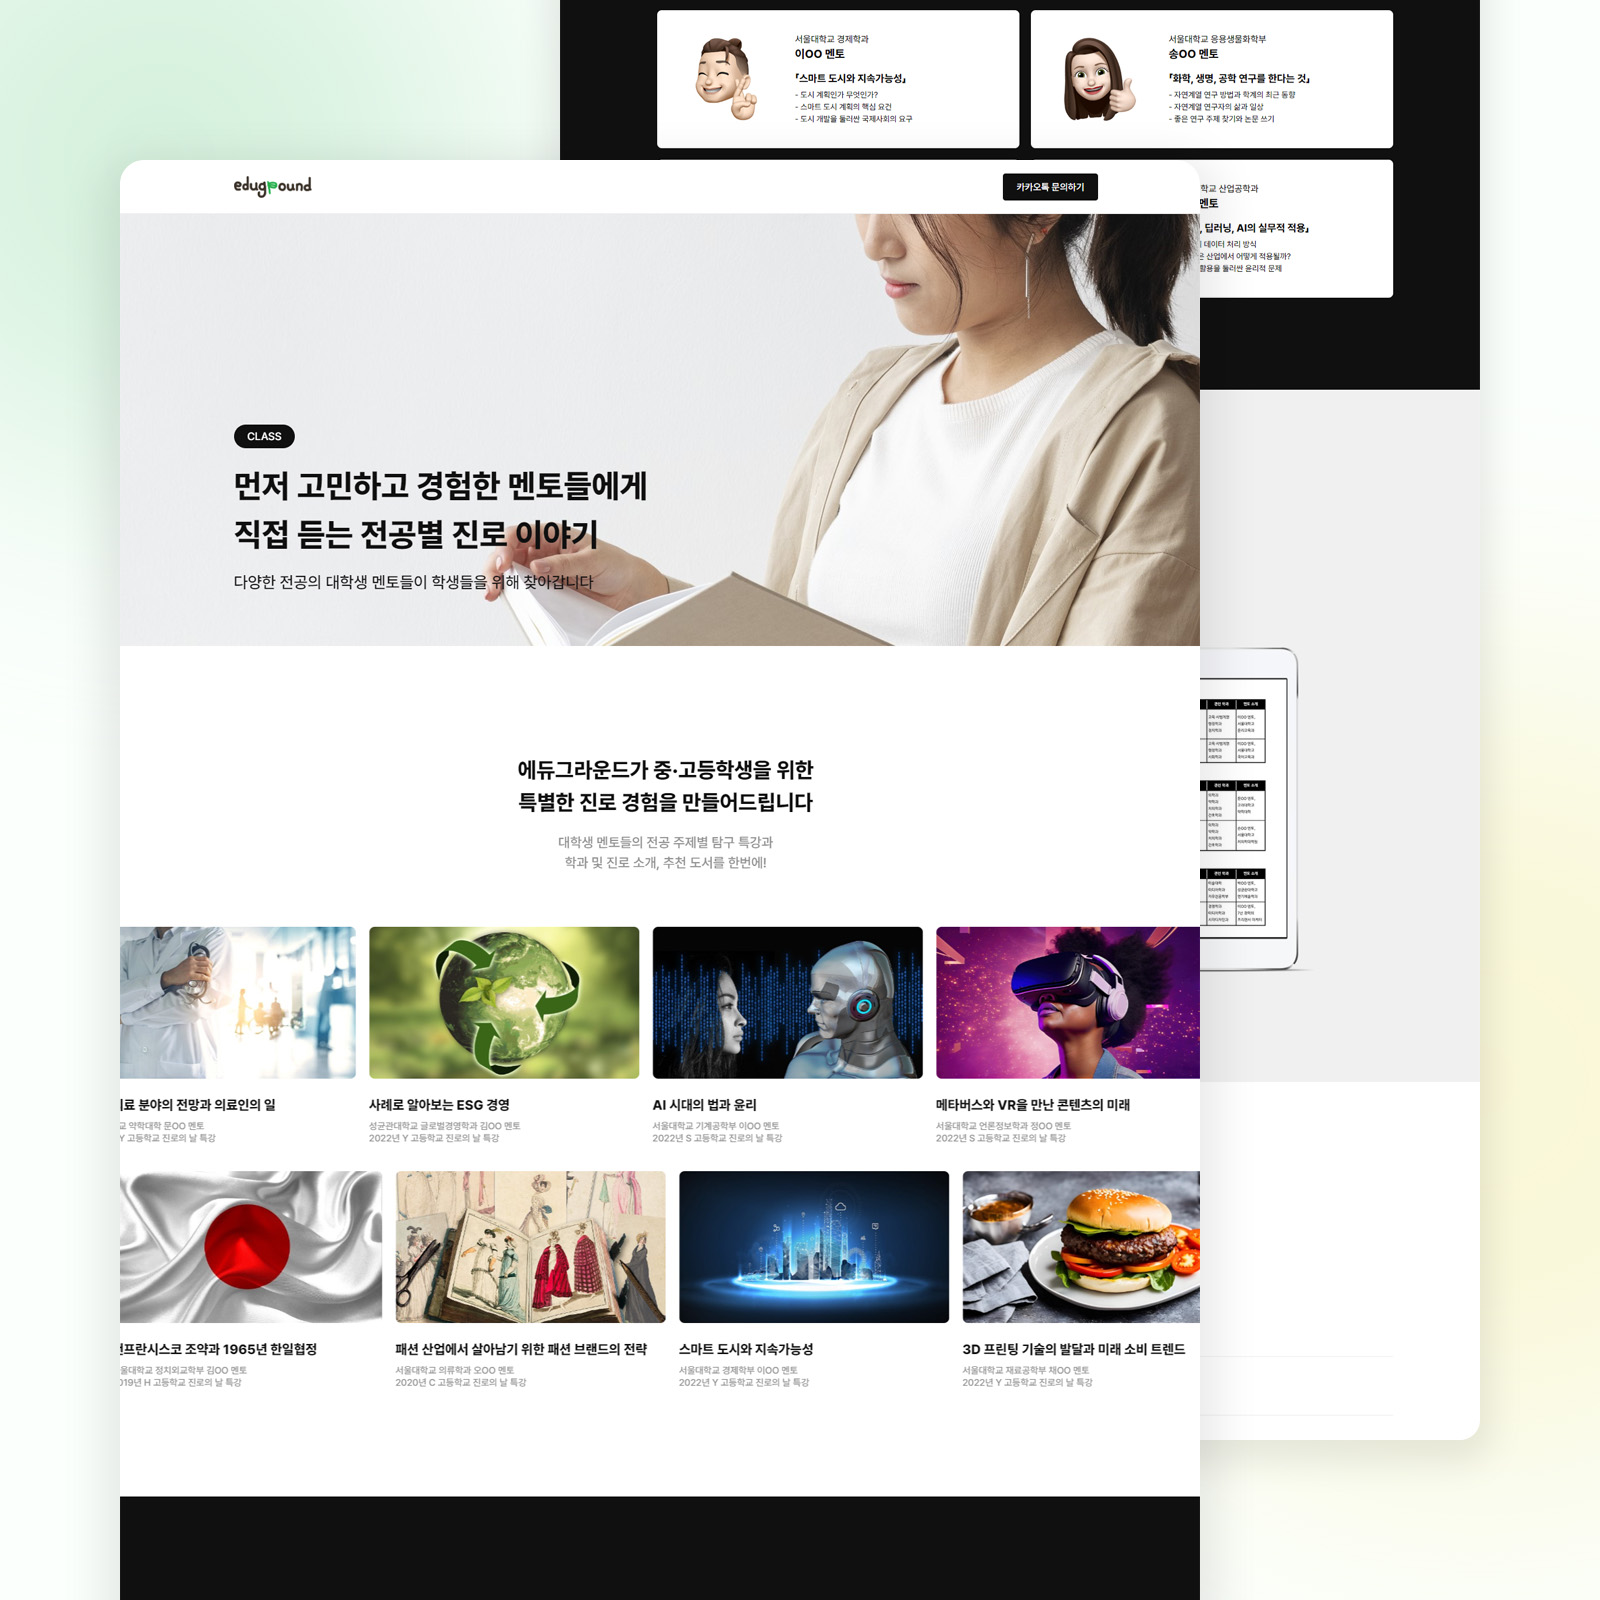 서울대학교 경제학과
이OO 멘토
「스마트 도시와 지속가능성」
- 도시 계획인가 무엇인가?
- 스마트 도시 계획의 핵심 요건
- 도시 개발을 둘러싼 국제사회의 요구
서울대학교 응용생물화학부
송OO 멘토
「화학, 생명, 공학 연구를 한다는 것」
- 자연계열 연구 방법과 학계의 최근 동향
- 자연계열 연구자의 삶과 일상
- 좋은 연구 주제 찾기와 논문 쓰기
학교 산업공학과
멘토
, 딥러닝, AI의 실무적 적용」
데이터 처리 방식
산업에서 어떻게 적용될까?
활용을 둘러싼 윤리적 문제
eduground
카카오톡 문의하기
CLASS
먼저 고민하고 경험한 멘토들에게
직접 듣는 전공별 진로 이야기
다양한 전공의 대학생 멘토들이 학생들을 위해 찾아갑니다
에듀그라운드가 중·고등학생을 위한
특별한 진로 경험을 만들어드립니다
대학생 멘토들의 전공 주제별 탐구 특강과
학과 및 진로 소개, 추천 도서를 한번에!
료 분야의 전망과 의료인의 일
교 약학대학 문OO 멘토
Y 고등학교 진로의 날 특강
사례로 알아보는 ESG 경영
성균관대학교 글로벌경영학과 김OO 멘토
2022년 Y 고등학교 진로의 날 특강
AI 시대의 법과 윤리
서울대학교 기계공학부 이OO 멘토
2022년 S 고등학교 진로의 날 특강
메타버스와 VR을 만난 콘텐츠의 미래
서울대학교 언론정보학과 정OO 멘토
2022년 S 고등학교 진로의 날 특강
프란시스코 조약과 1965년 한일협정
울대학교 정치외교학부 김OO 멘토
019년 H 고등학교 진로의 날 특강
패션 산업에서 살아남기 위한 패션 브랜드의 전략
서울대학교 의류학과 오OO 멘토
2020년 C 고등학교 진로의 날 특강
스마트 도시와 지속가능성
서울대학교 경제학부 이OO 멘토
2022년 Y 고등학교 진로의 날 특강
3D 프린팅 기술의 발달과 미래 소비 트렌드
서울대학교 재료공학부 채OO 멘토
2022년 Y 고등학교 진로의 날 특강